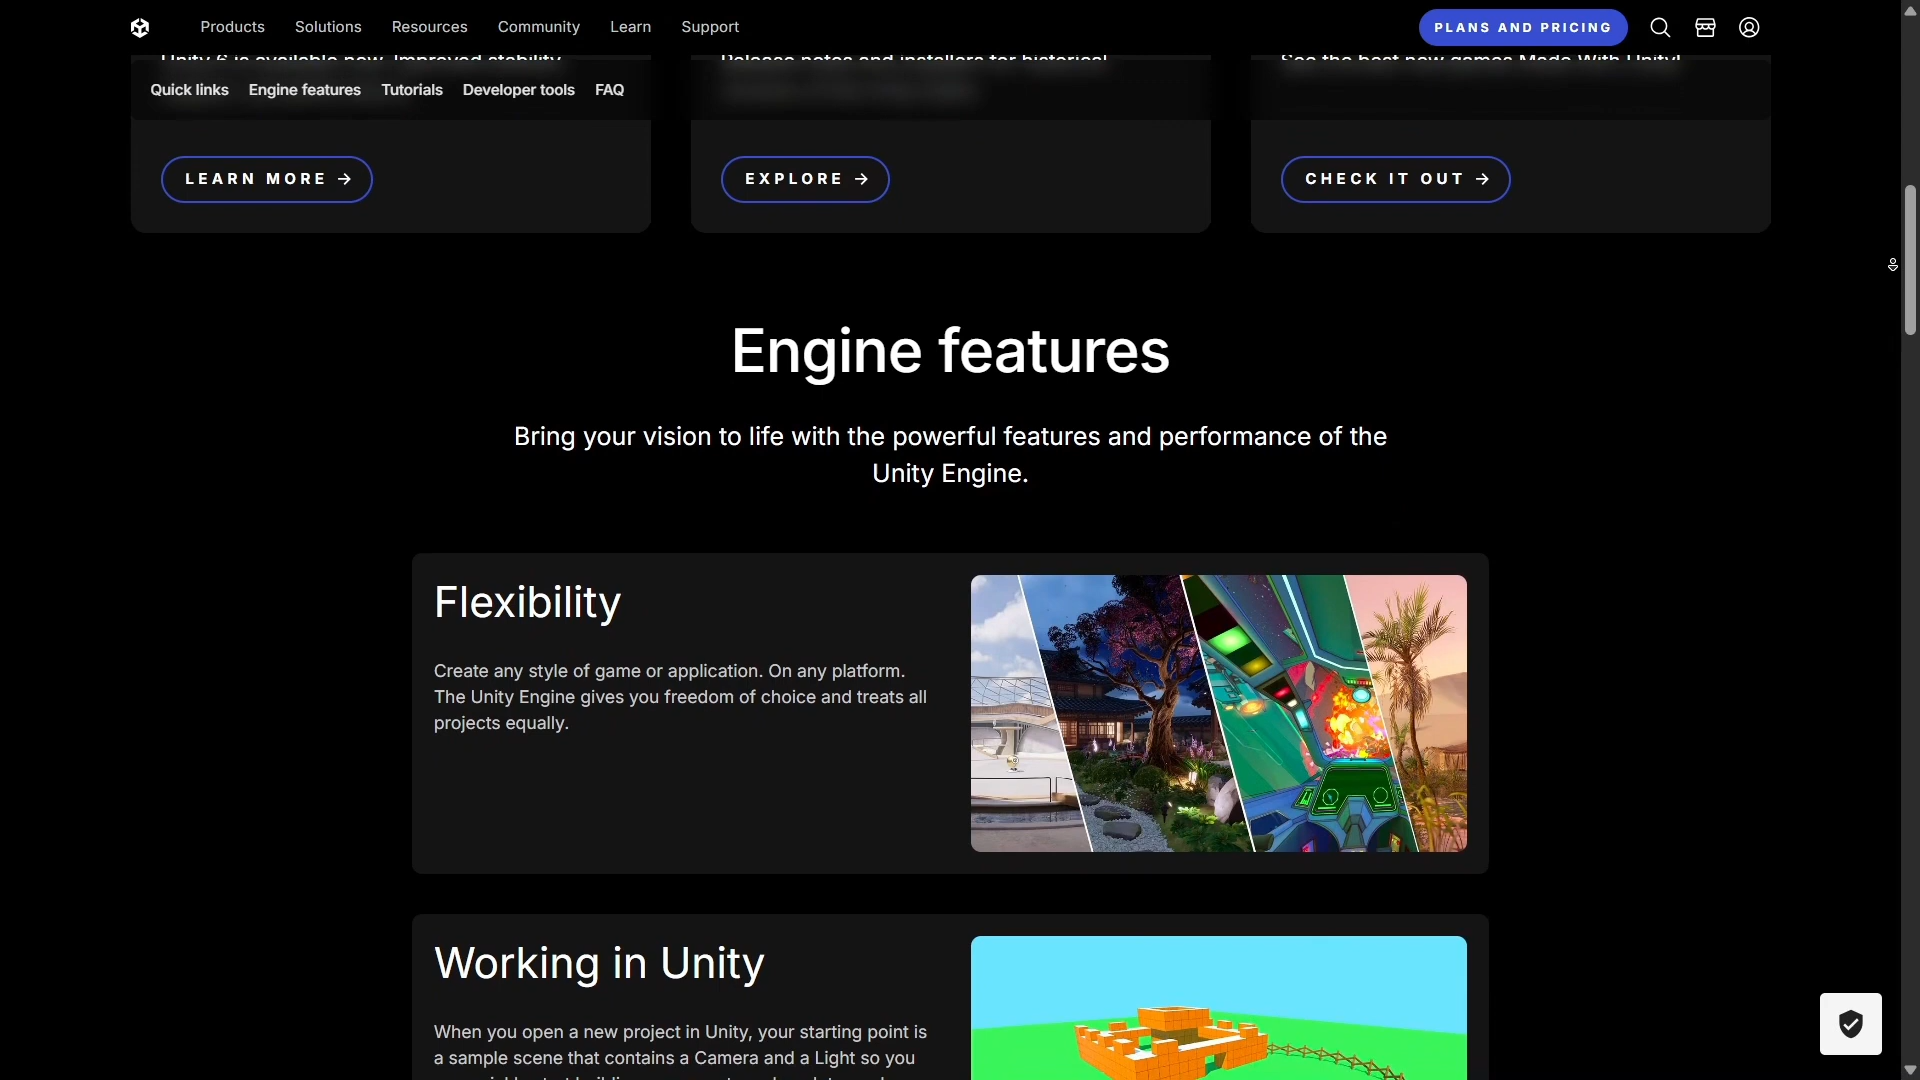 Products Solutions Resources Community Learn Support PLANS AND PRICING
Unity 6 is available now. Improved stability, Release notes and installers for historical See the best new games Made With Unity!
Quick links Engine features Tutorials Developer tools FAQ
LEARN MORE → EXPLORE → CHECK IT OUT →
Engine features
Bring your vision to life with the powerful features and performance of the
Unity Engine.
Flexibility
Create any style of game or application. On any platform.
The Unity Engine gives you freedom of choice and treats all
projects equally.
Working in Unity
When you open a new project in Unity, your starting point is
a sample scene that contains a Camera and a Light so you